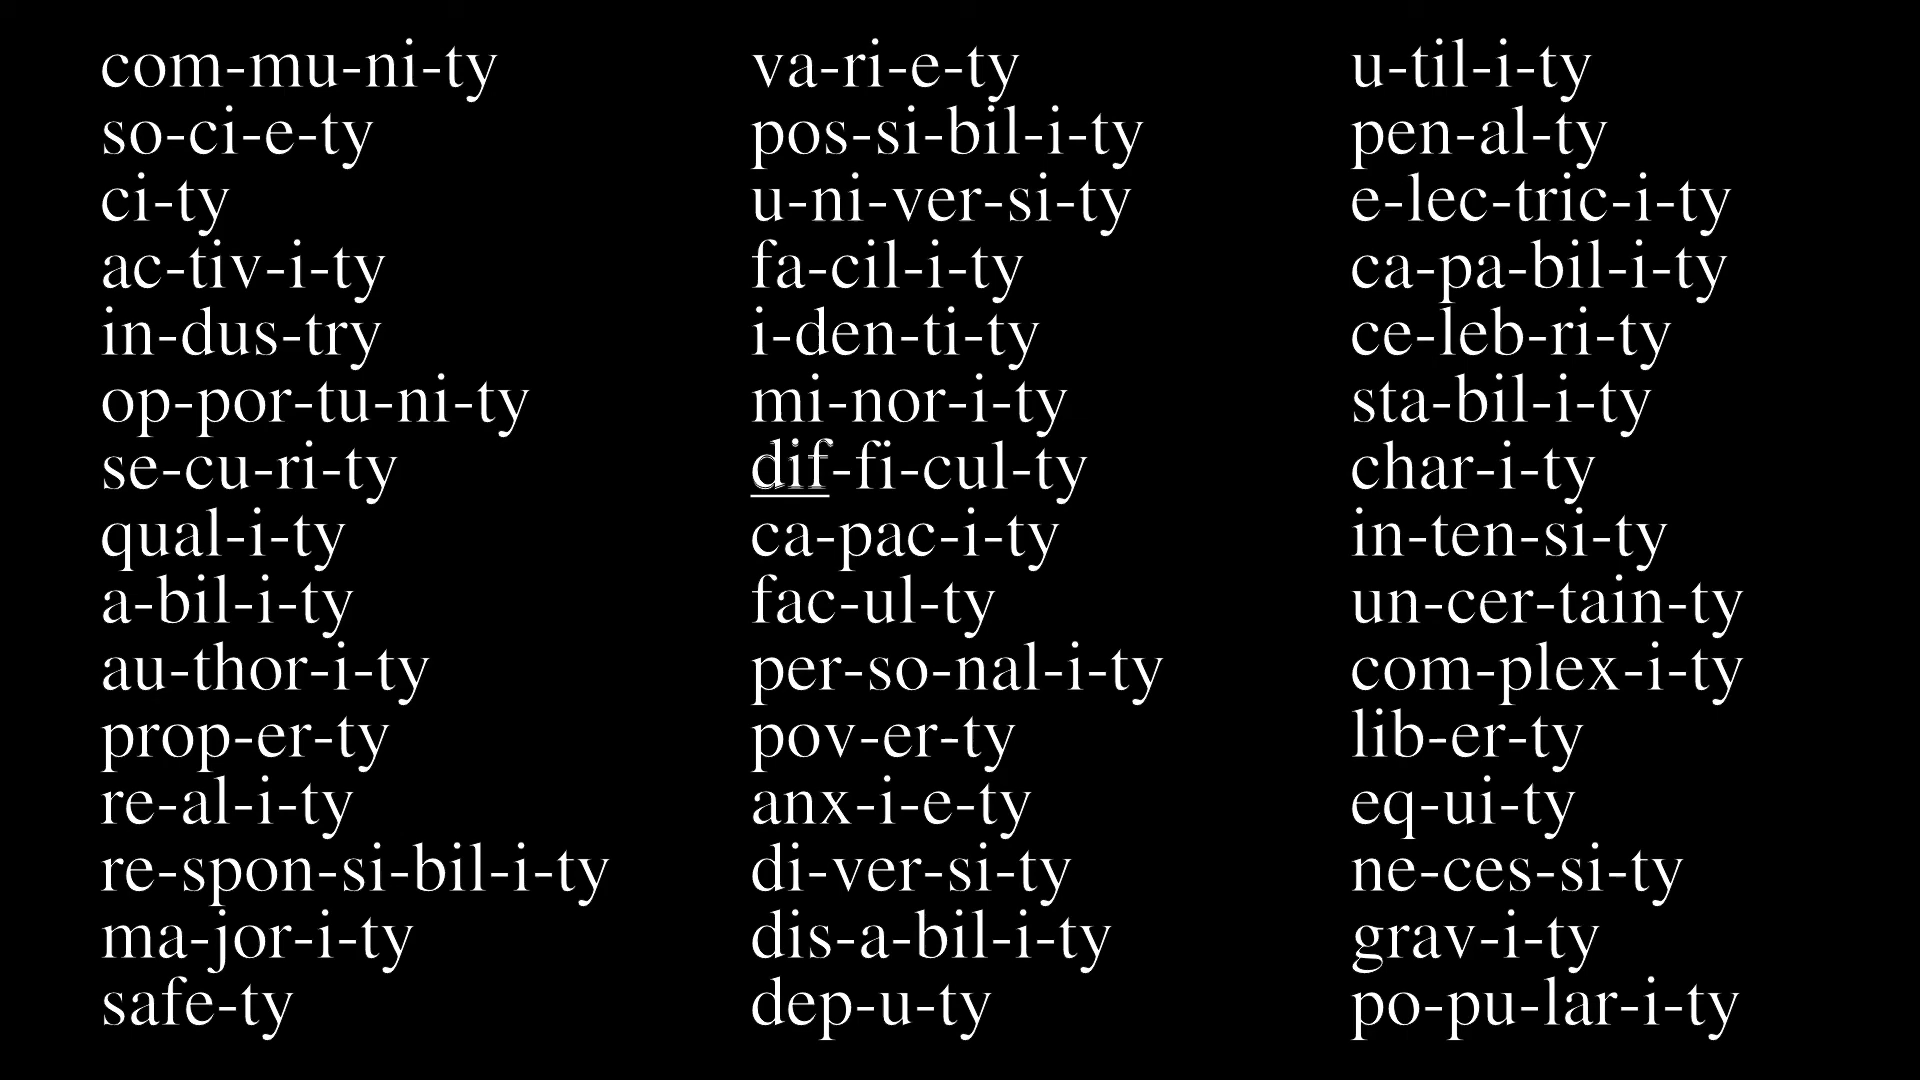 com-mu-ni-ty
so-ci-e-ty
ci-ty
ac-tiv-i-ty
in-dus-try
op-por-tu-ni-ty
se-cu-ri-ty
qual-i-ty
a-bil-i-ty
au-thor-i-ty
prop-er-ty
re-al-i-ty
re-spon-si-bil-i-ty
ma-jor-i-ty
safe-ty
va-ri-e-ty
pos-si-bil-i-ty
u-ni-ver-si-ty
fa-cil-i-ty
i-den-ti-ty
mi-nor-i-ty
dif-fi-cul-ty
ca-pac-i-ty
fac-ul-ty
per-so-nal-i-ty
pov-er-ty
anx-i-e-ty
di-ver-si-ty
dis-a-bil-i-ty
dep-u-ty
u-til-i-ty
pen-al-ty
e-lec-tric-i-ty
ca-pa-bil-i-ty
ce-leb-ri-ty
sta-bil-i-ty
char-i-ty
in-ten-si-ty
un-cer-tain-ty
com-plex-i-ty
lib-er-ty
eq-ui-ty
ne-ces-si-ty
grav-i-ty
po-pu-lar-i-ty